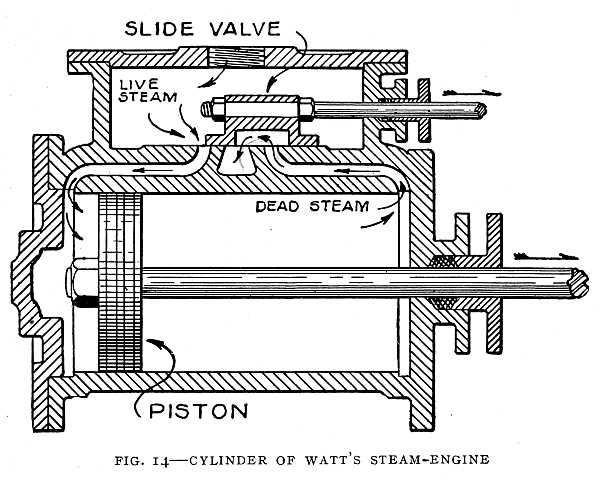 SLIDE VALVE
LIVE
STEAM
DEAD STEAM
PISTON
FIG. 14—CYLINDER OF WATT'S STEAM-ENGINE